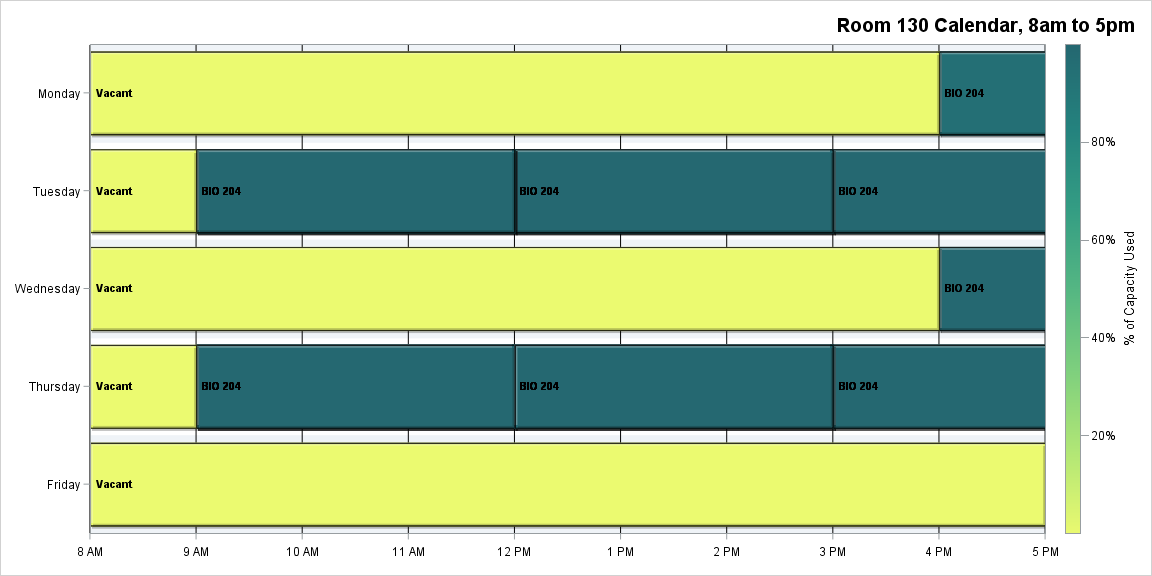 Room 130 Calendar, 8am to 5pm
Monday
Vacant
BIO 204
Tuesday
Vacant
BIO 204
BIO 204
BIO 204
Wednesday
Vacant
BIO 204
Thursday
Vacant
BIO 204
BIO 204
BIO 204
Friday
Vacant
8 AM
9 AM
10 AM
11 AM
12 PM
1 PM
2 PM
3 PM
4 PM
5 PM
80%
60%
40%
20%
% of Capacity Used